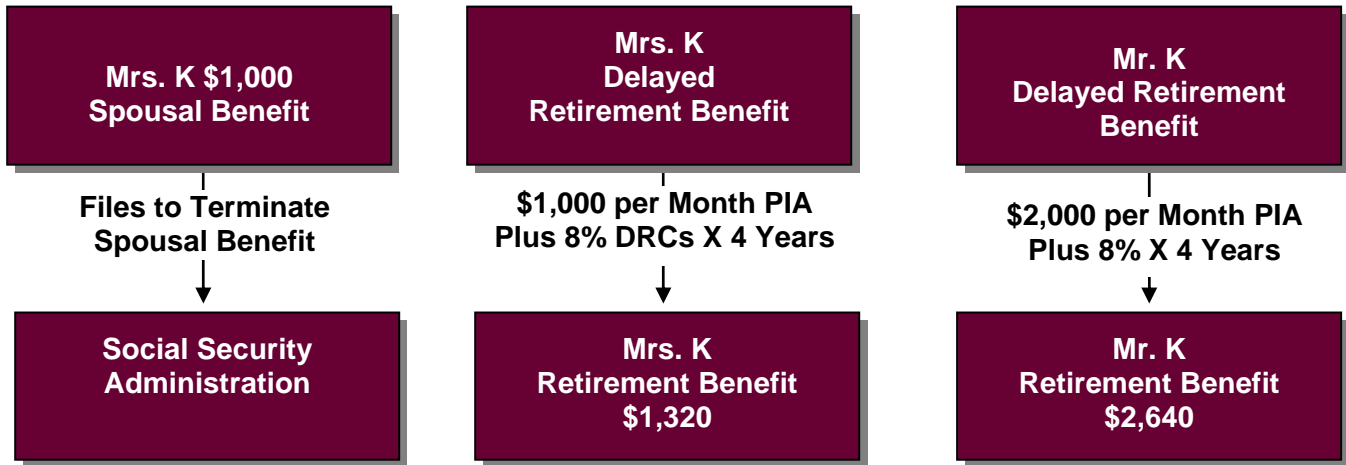 Mrs. K $1,000
Spousal Benefit
Files to Terminate
Spousal Benefit
Social Security
Administration
Mrs. K
Delayed
Retirement Benefit
$1,000 per Month PIA
Plus 8% DRCs X 4 Years
Mrs. K
Retirement Benefit
$1,320
Mr. K
Delayed Retirement
Benefit
$2,000 per Month PIA
Plus 8% X 4 Years
Mr. K
Retirement Benefit
$2,640